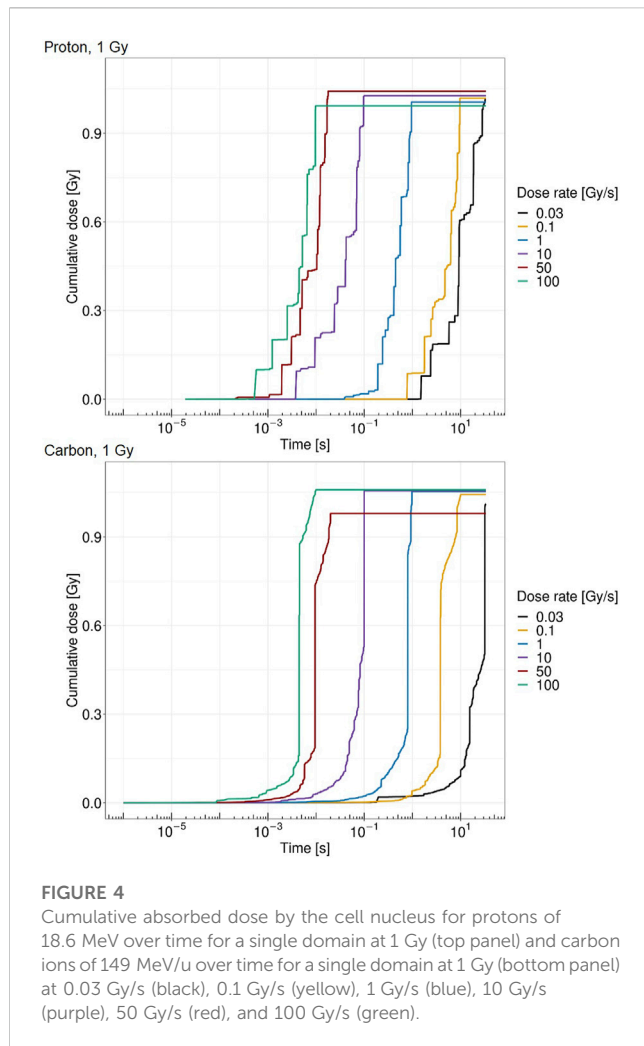 Proton, 1 Gy
Cumulative dose [Gy]
0.9
0.6
0.3
0.0
10⁻⁵
10⁻³
10⁻¹
10¹
Time [s]
Dose rate [Gy/s]
0.03
0.1
1
10
50
100
Carbon, 1 Gy
Cumulative dose [Gy]
0.9
0.6
0.3
0.0
10⁻⁵
10⁻³
10⁻¹
10¹
Time [s]
Dose rate [Gy/s]
0.03
0.1
1
10
50
100
FIGURE 4
Cumulative absorbed dose by the cell nucleus for protons of
18.6 MeV over time for a single domain at 1 Gy (top panel) and carbon
ions of 149 MeV/u over time for a single domain at 1 Gy (bottom panel)
at 0.03 Gy/s (black), 0.1 Gy/s (yellow), 1 Gy/s (blue), 10 Gy/s
(purple), 50 Gy/s (red), and 100 Gy/s (green).